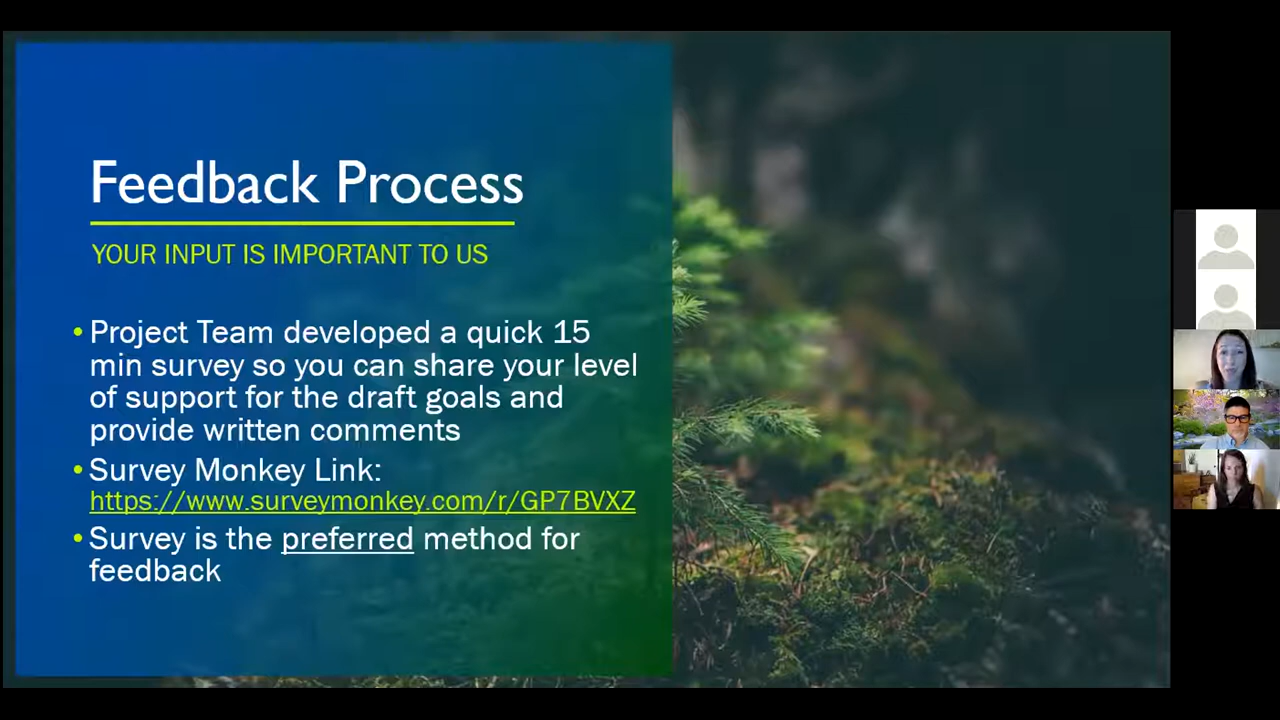 Feedback Process
YOUR INPUT IS IMPORTANT TO US
• Project Team developed a quick 15
min survey so you can share your level
of support for the draft goals and
provide written comments
• Survey Monkey Link:
https://www.surveymonkey.com/r/GP7BVXZ
• Survey is the preferred method for
feedback